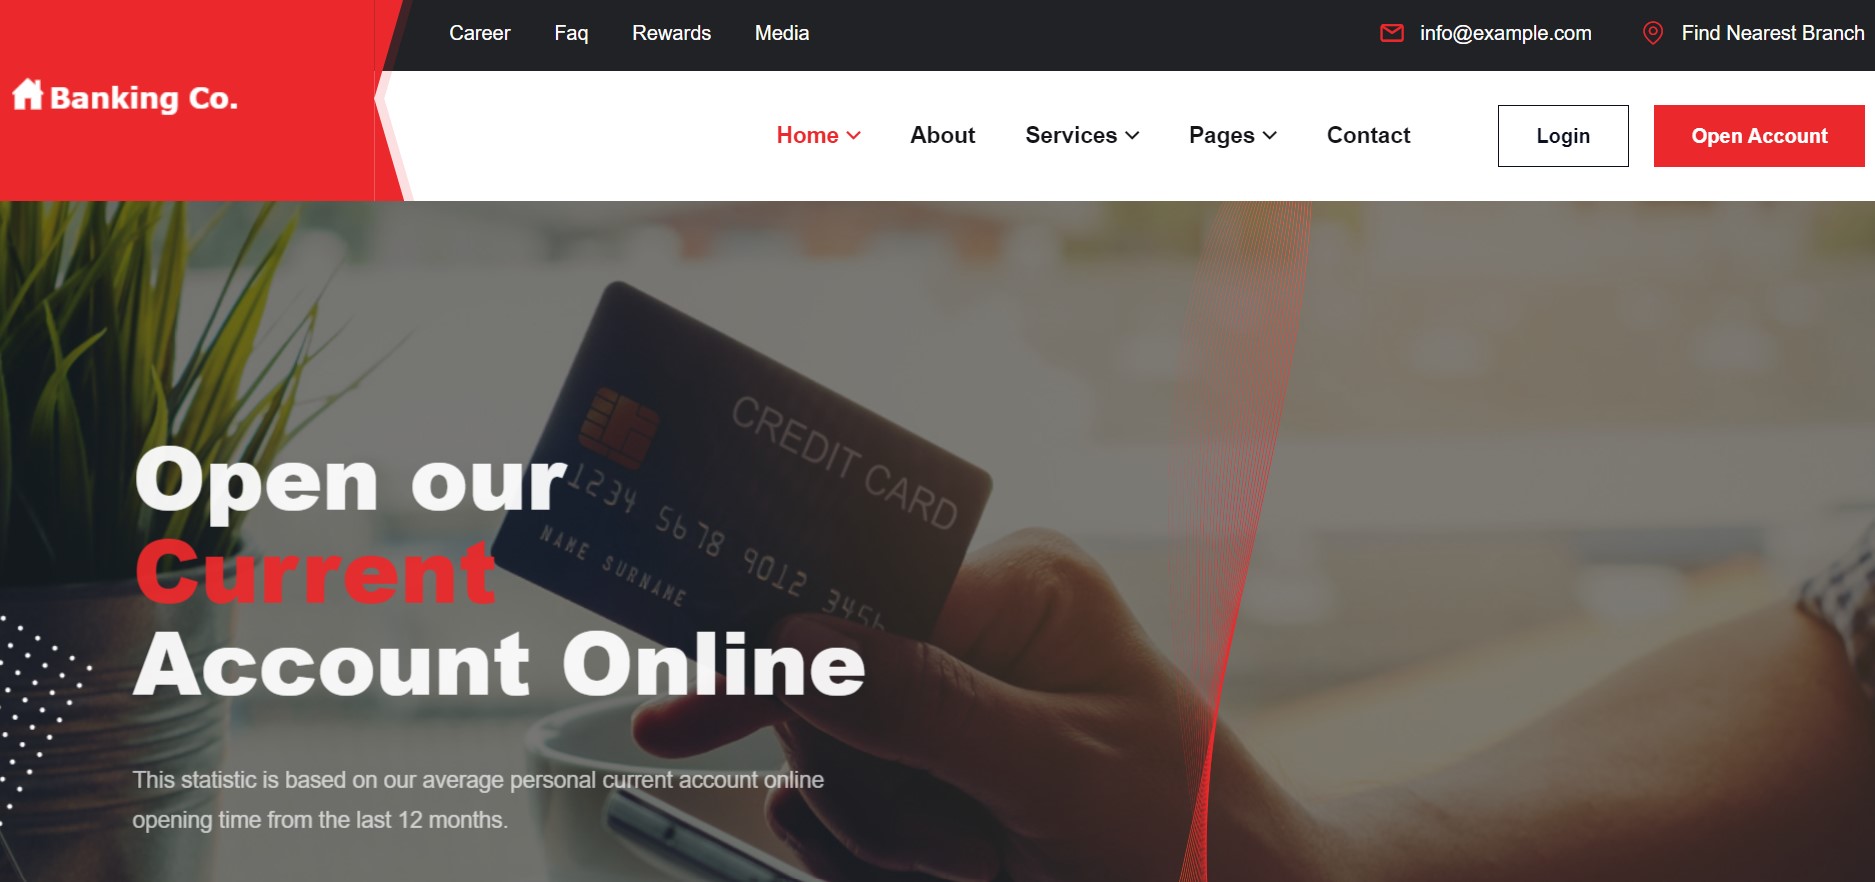 Career Faq Rewards Media info@example.com Find Nearest Branch
Banking Co.
Home About Services Pages Contact Login Open Account
CREDIT CARD
1234 5678 9012 3456
NAME SURNAME
Open our
Current
Account Online
This statistic is based on our average personal current account online
opening time from the last 12 months.